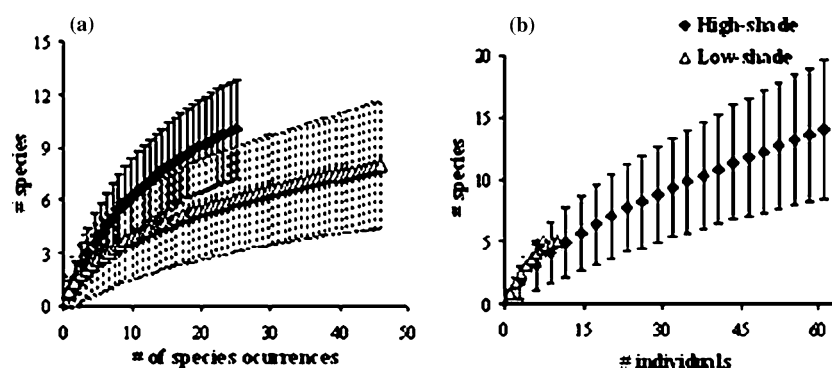 (a)
15
12
9
6
3
0
# species
0 10 20 30 40 50
# of species ocurrences
(b)
High-shade
Low-shade
20
15
10
5
0
# species
0 15 30 45 60
# individuals